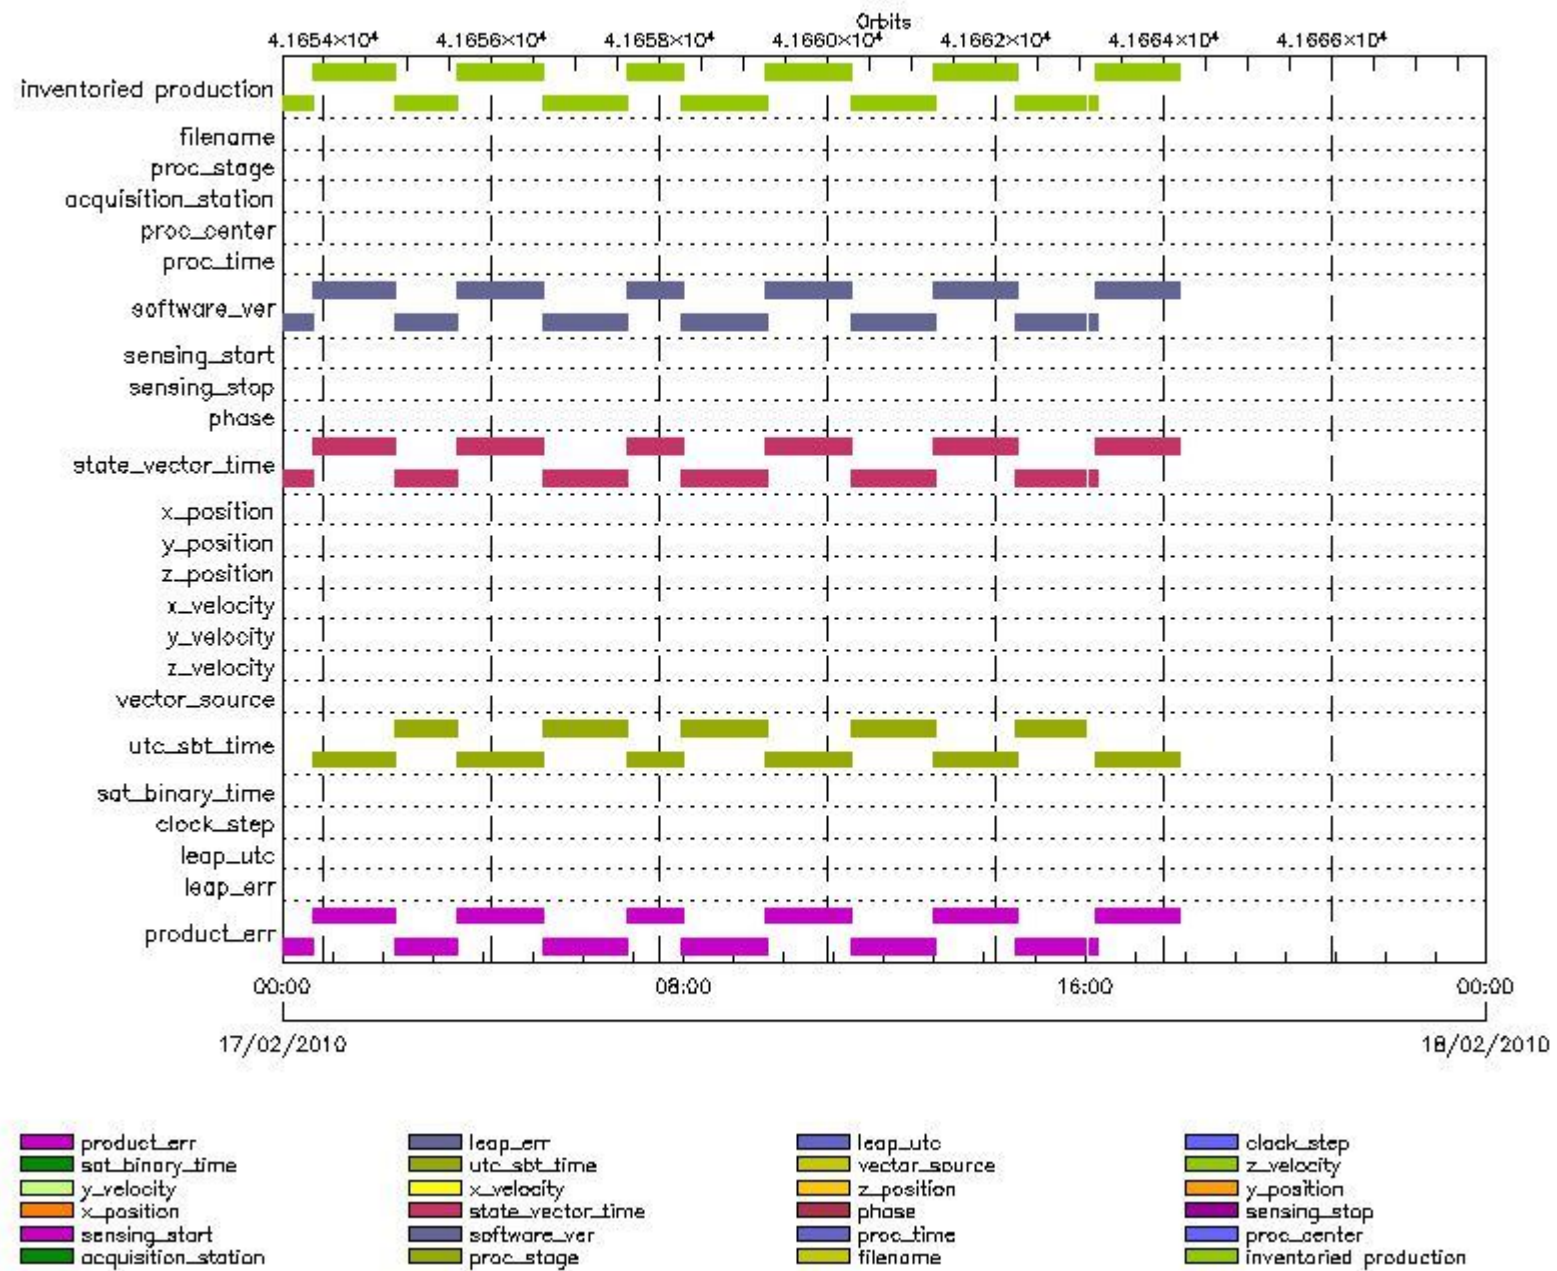 Orbits
4.1654×10⁴ 4.1656×10⁴ 4.1658×10⁴ 4.1660×10⁴ 4.1662×10⁴ 4.1664×10⁴ 4.1666×10⁴
inventoried production
filename
proc_stage
acquisition_station
proc_center
proc_time
software_ver
sensing_start
sensing_stop
phase
state_vector_time
x_position
y_position
z_position
x_velocity
y_velocity
z_velocity
vector_source
utc_sbt_time
sat_binary_time
clock_step
leap_utc
leap_err
product_err
00:00 08:00 16:00 00:00
17/02/2010 18/02/2010
product_err leap_err leap_utc clock_step
sat_binary_time utc_sbt_time vector_source z_velocity
y_velocity x_velocity z_position y_position
x_position state_vector_time phase sensing_stop
sensing_start software_ver proc_time proc_center
acquisition_station proc_stage filename inventoried production